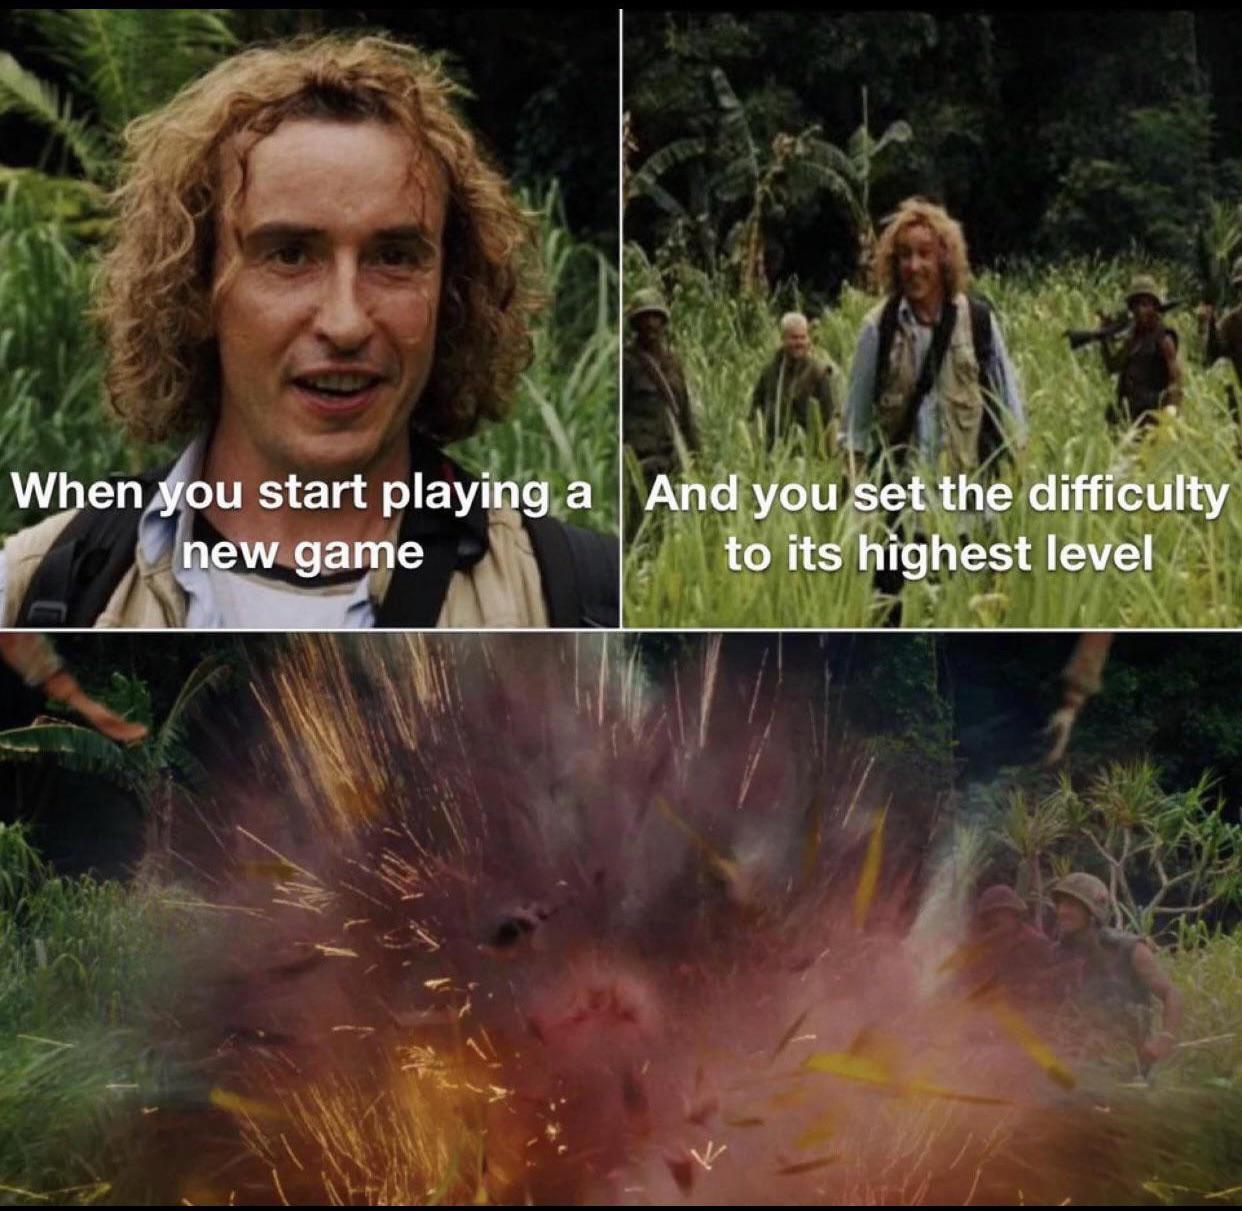 When you start playing a
new game
And you set the difficulty
to its highest level